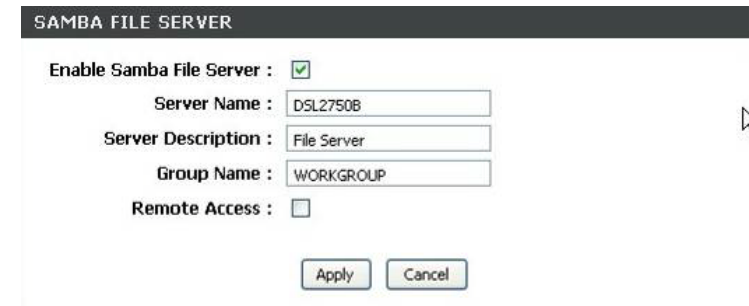 SAMBA FILE SERVER
Enable Samba File Server :
Server Name : DSL2750B
Server Description : File Server
Group Name : WORKGROUP
Remote Access :
Apply Cancel